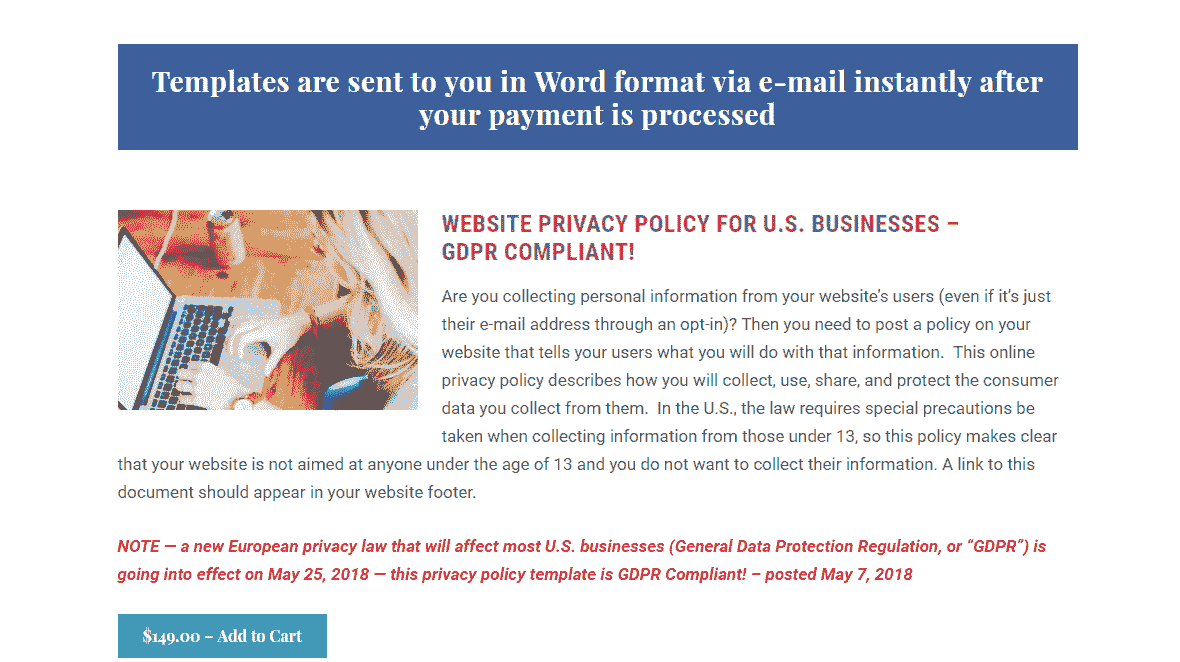 Templates are sent to you in Word format via e-mail instantly after
your payment is processed
WEBSITE PRIVACY POLICY FOR U.S. BUSINESSES –
GDPR COMPLIANT!
Are you collecting personal information from your website's users (even if it's just
their e-mail address through an opt-in)? Then you need to post a policy on your
website that tells your users what you will do with that information.  This online
privacy policy describes how you will collect, use, share, and protect the consumer
data you collect from them.  In the U.S., the law requires special precautions be
taken when collecting information from those under 13, so this policy makes clear
that your website is not aimed at anyone under the age of 13 and you do not want to collect their information. A link to this
document should appear in your website footer.
NOTE — a new European privacy law that will affect most U.S. businesses (General Data Protection Regulation, or “GDPR”) is
going into effect on May 25, 2018 — this privacy policy template is GDPR Compliant! – posted May 7, 2018
$149.00 – Add to Cart